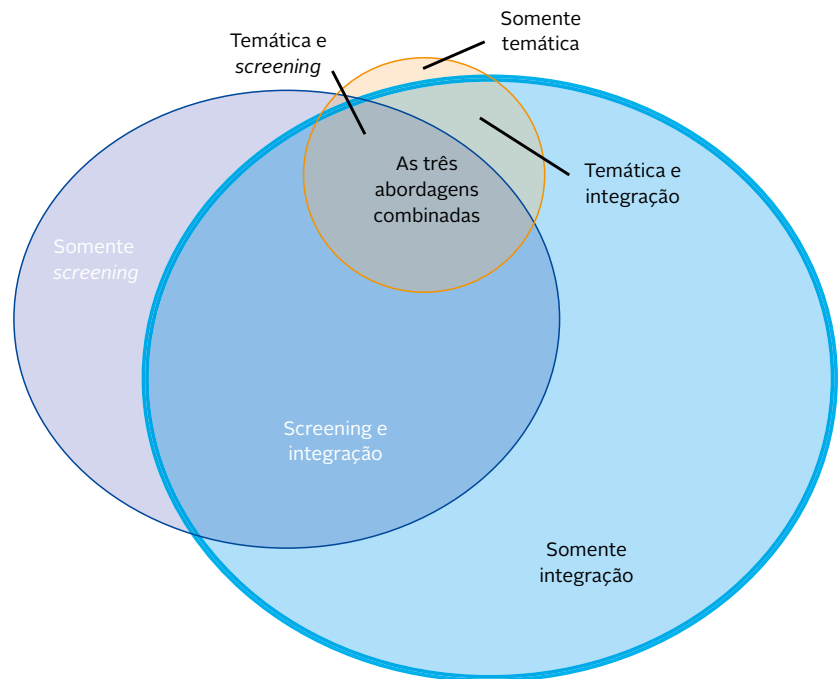 Somente
temática
Temática e
screening
As três
abordagens
combinadas
Temática e
integração
Somente
screening
Screening e
integração
Somente
integração